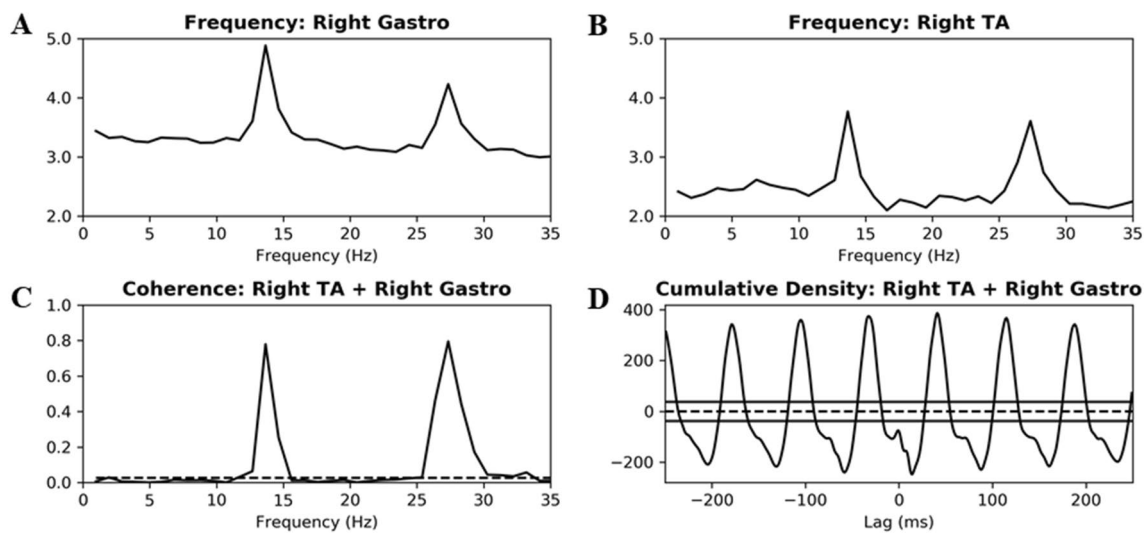 A
Frequency: Right Gastro
5.0
4.0
3.0
2.0
0 5 10 15 20 25 30 35
Frequency (Hz)
B
Frequency: Right TA
5.0
4.0
3.0
2.0
0 5 10 15 20 25 30 35
Frequency (Hz)
C
Coherence: Right TA + Right Gastro
1.0
0.8
0.6
0.4
0.2
0.0
0 5 10 15 20 25 30 35
Frequency (Hz)
D
Cumulative Density: Right TA + Right Gastro
400
200
0
−200
−200 −100 0 100 200
Lag (ms)